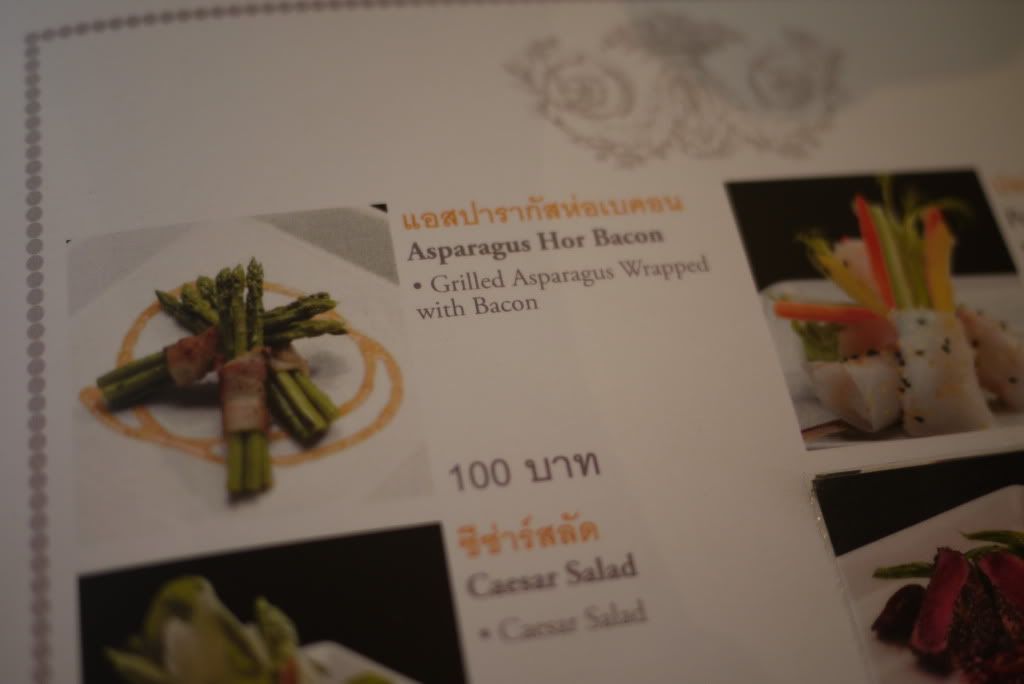 แอสปารากัสห่อเบคอน
Asparagus Hor Bacon
• Grilled Asparagus Wrapped
with Bacon
100 บาท
ซีซ่าร์สลัด
Caesar Salad
• Caesar Salad